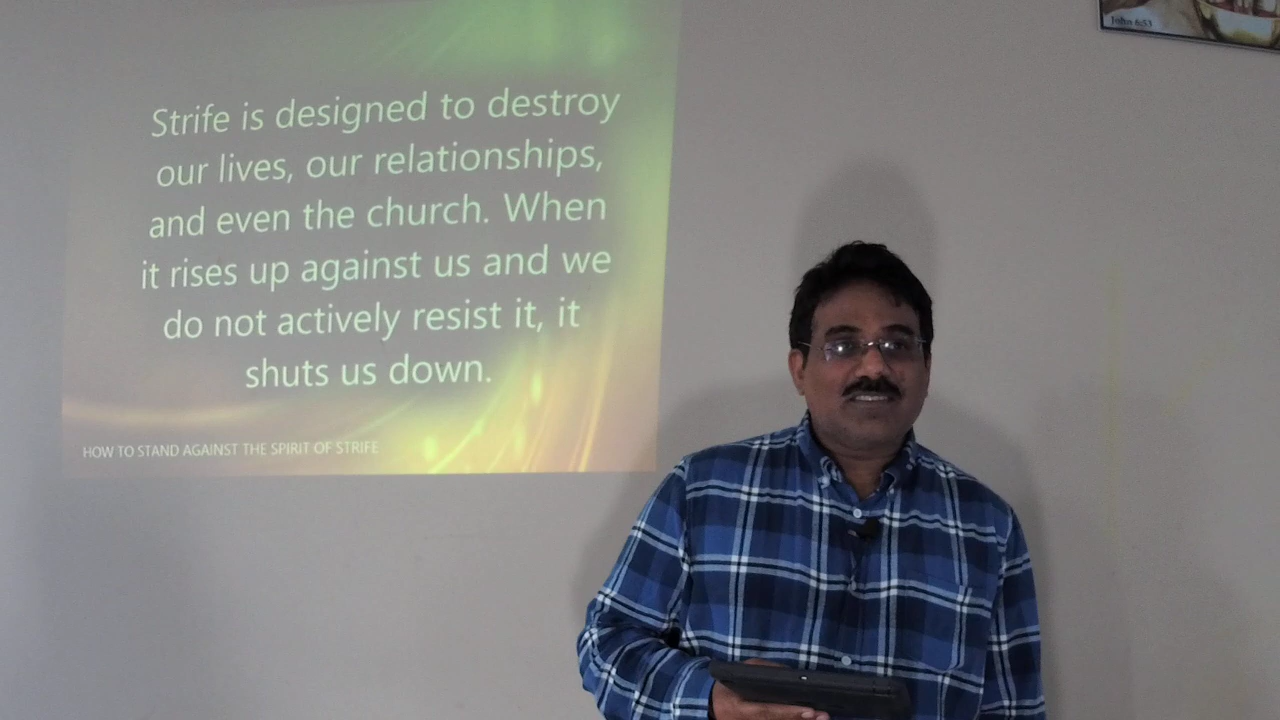 Strife is designed to destroy
our lives, our relationships,
and even the church. When
it rises up against us and we
do not actively resist it, it
shuts us down.
HOW TO STAND AGAINST THE SPIRIT OF STRIFE
John 6:53